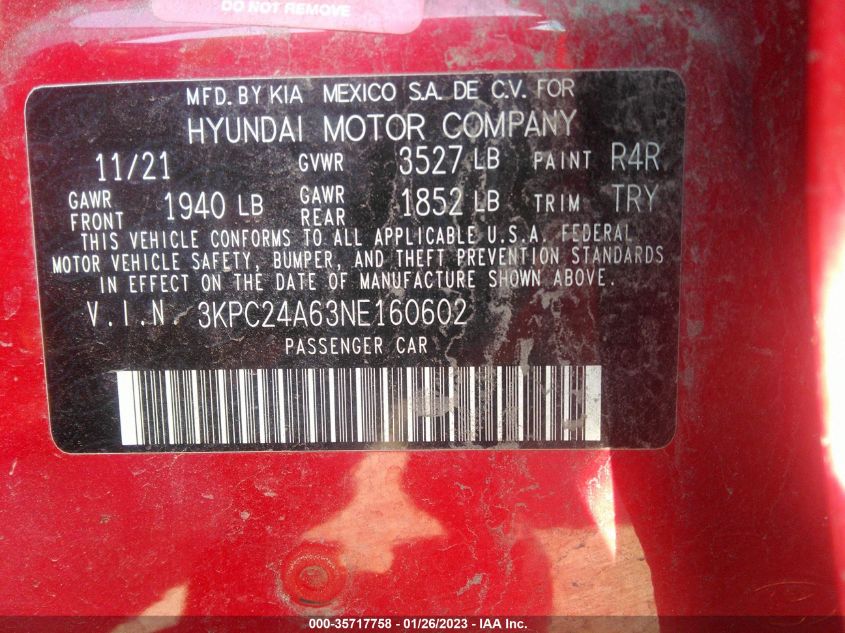 DO NOT REMOVE
MFD. BY KIA MEXICO S.A. DE C.V. FOR
HYUNDAI MOTOR COMPANY
11/21 GVWR 3527 LB PAINT R4R
GAWR FRONT 1940 LB GAWR REAR 1852 LB TRIM TRY
THIS VEHICLE CONFORMS TO ALL APPLICABLE U.S.A. FEDERAL
MOTOR VEHICLE SAFETY, BUMPER, AND THEFT PREVENTION STANDARDS
IN EFFECT ON THE DATE OF MANUFACTURE SHOWN ABOVE.
V.I.N. 3KPC24A63NE160602
PASSENGER CAR
000-35717758 - 01/26/2023 - IAA Inc.